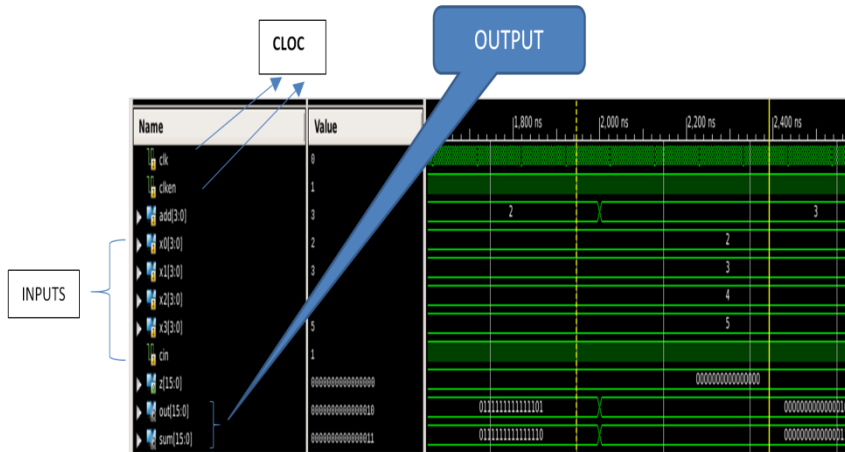 CLOC
OUTPUT
Name Value 1,800 ns 2,000 ns 2,200 ns 2,400 ns
clk 0
clken 1
add[3:0] 3 2 3
x0[3:0] 2 2
INPUTS
x1[3:0] 3 3
x2[3:0] 4
x3[3:0] 5 5
cin 1
z[15:0] 0000000000000000 0000000000000000
out[15:0] 0000000000000010 0111111111111101
sum[15:0] 0000000000000011 0111111111111110